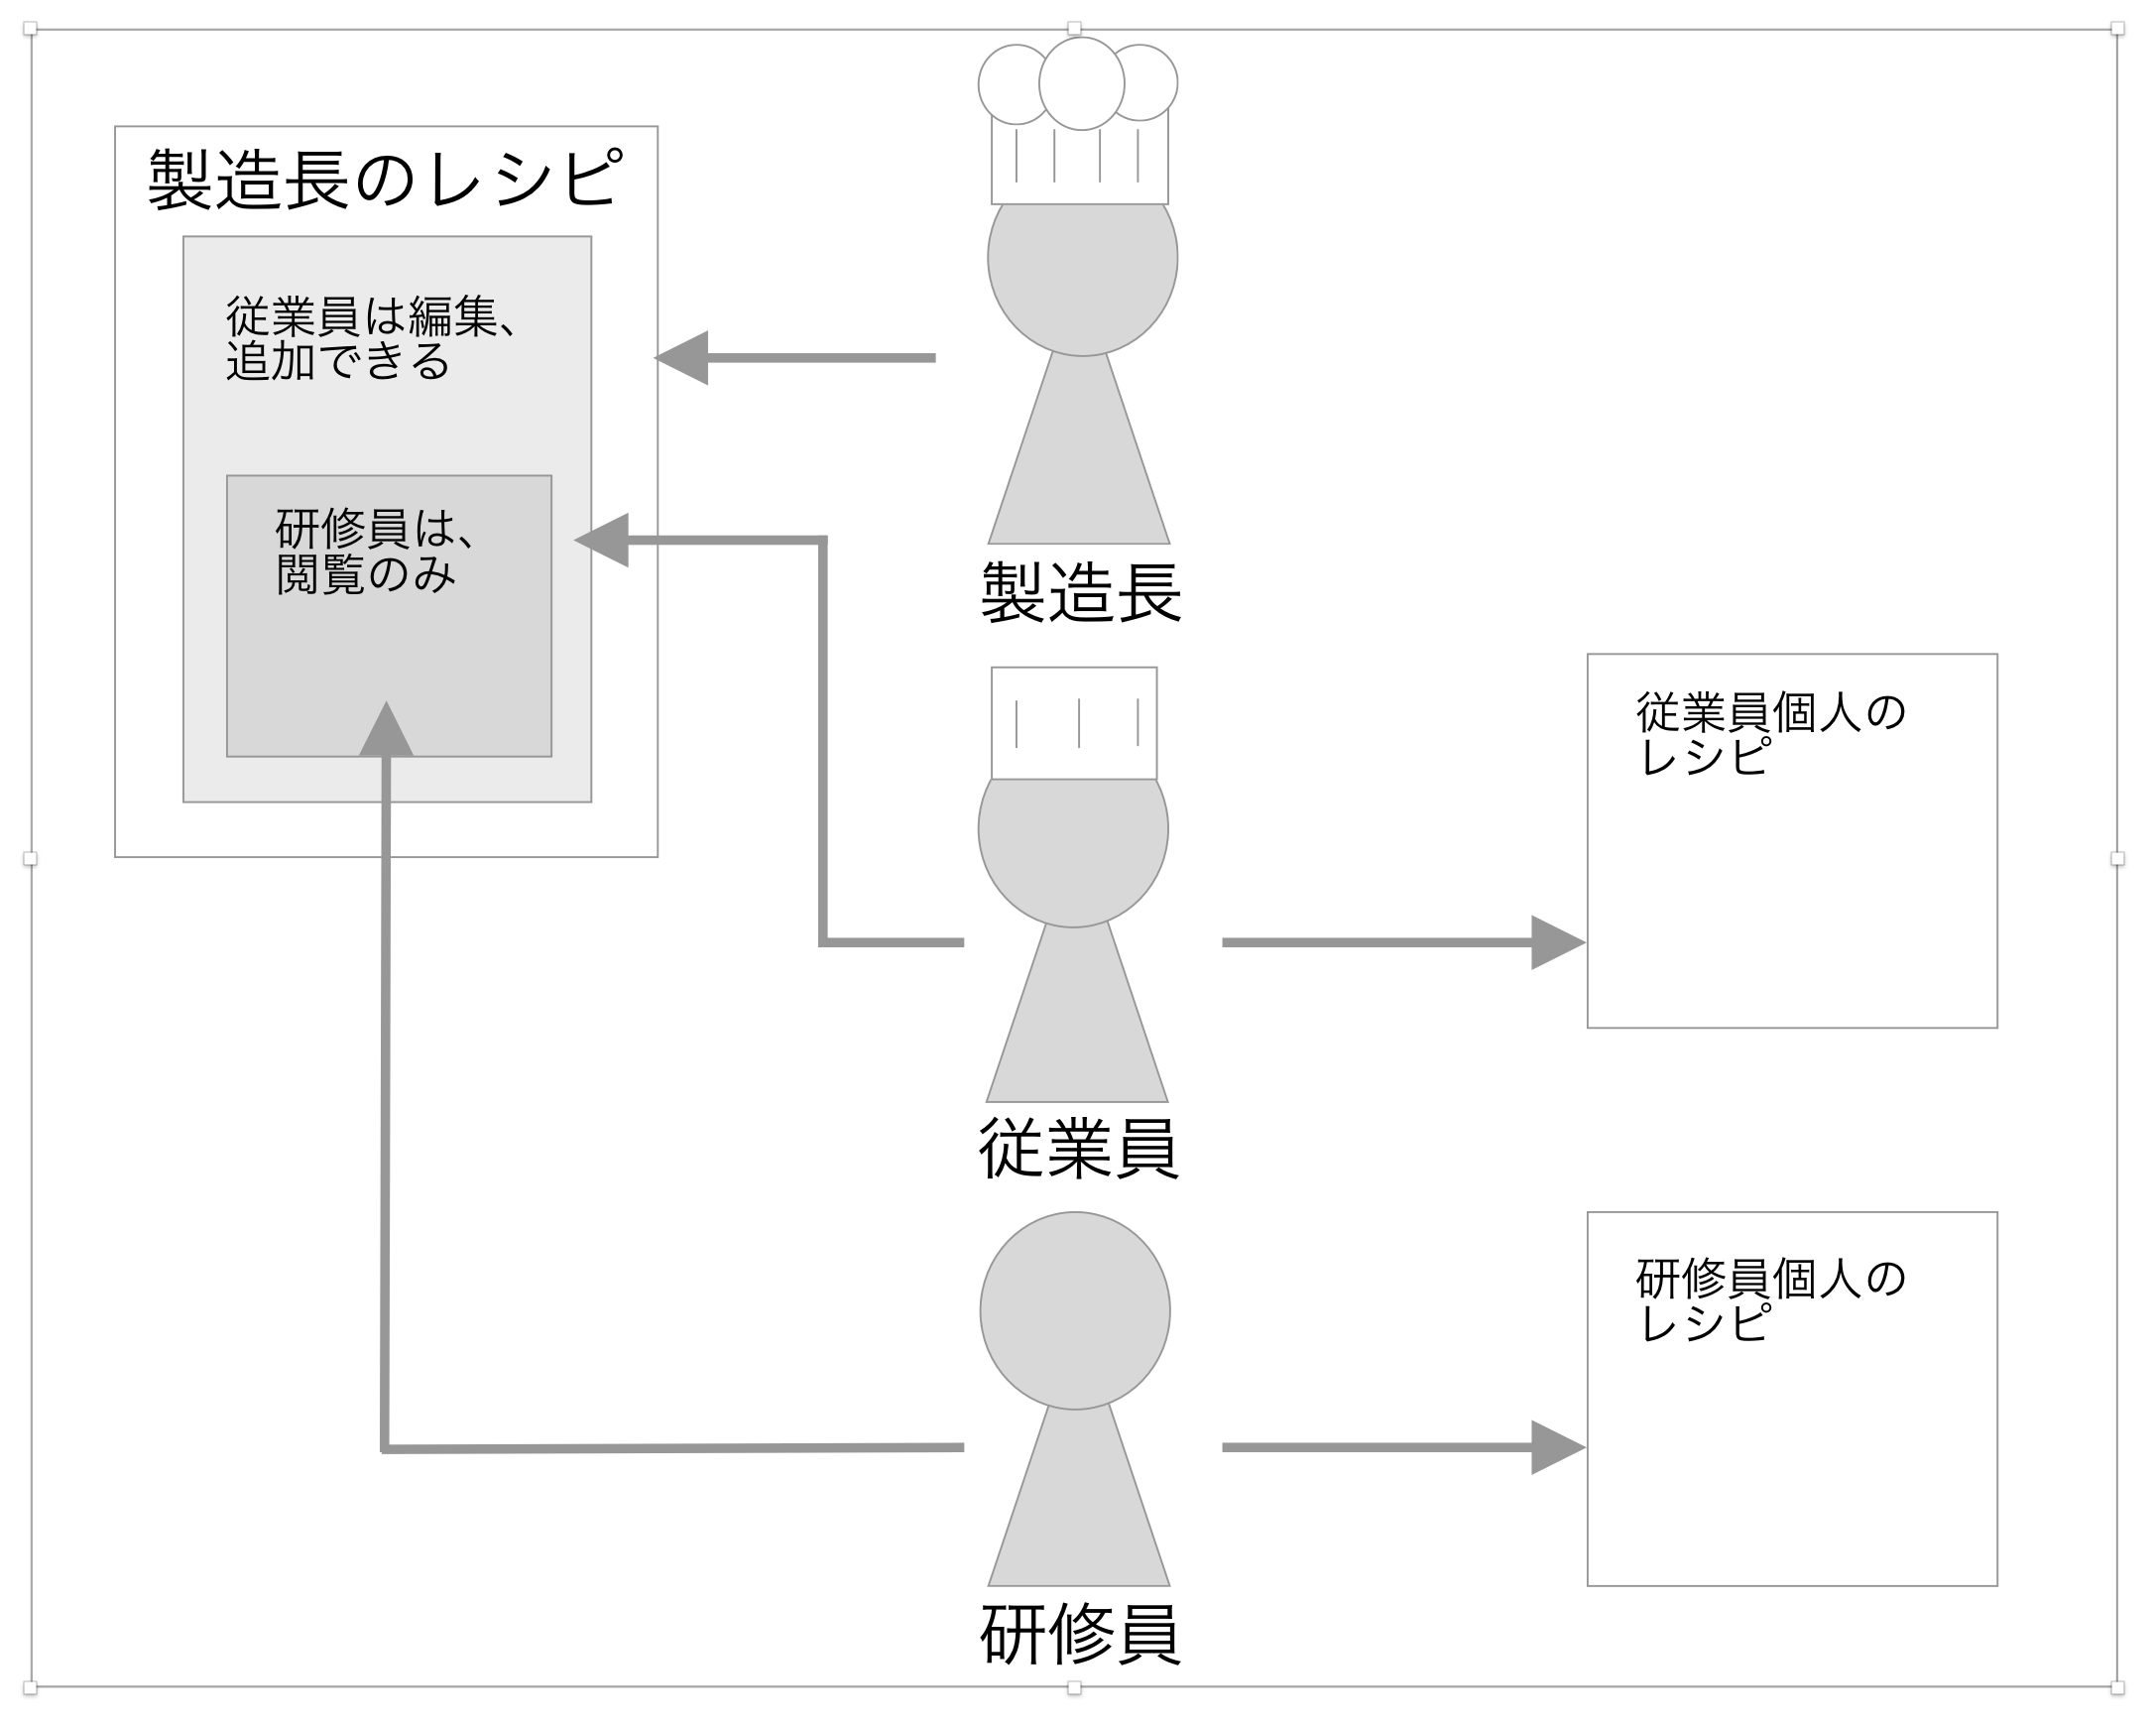 製造長のレシピ
従業員は編集、
追加できる
研修員は、
閲覧のみ
製造長
従業員個人の
レシピ
従業員
研修員個人の
レシピ
研修員